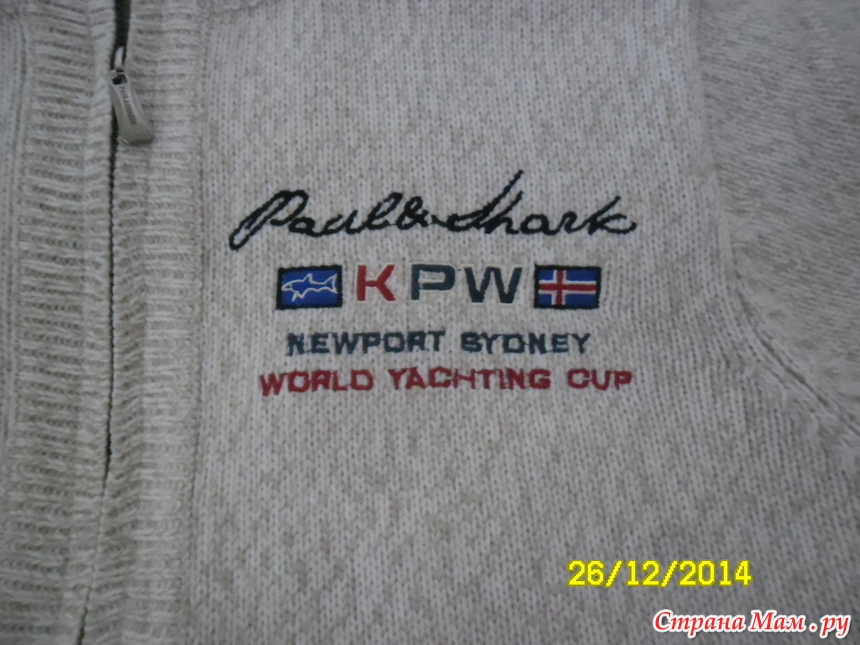 Paul & Shark
KPW
NEWPORT SYDNEY
WORLD YACHTING CUP
26/12/2014
Страна Мам.ру